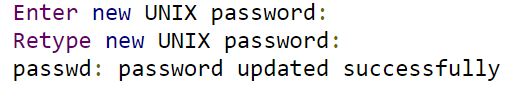 Enter new UNIX password:
Retype new UNIX password:
passwd: password updated successfully